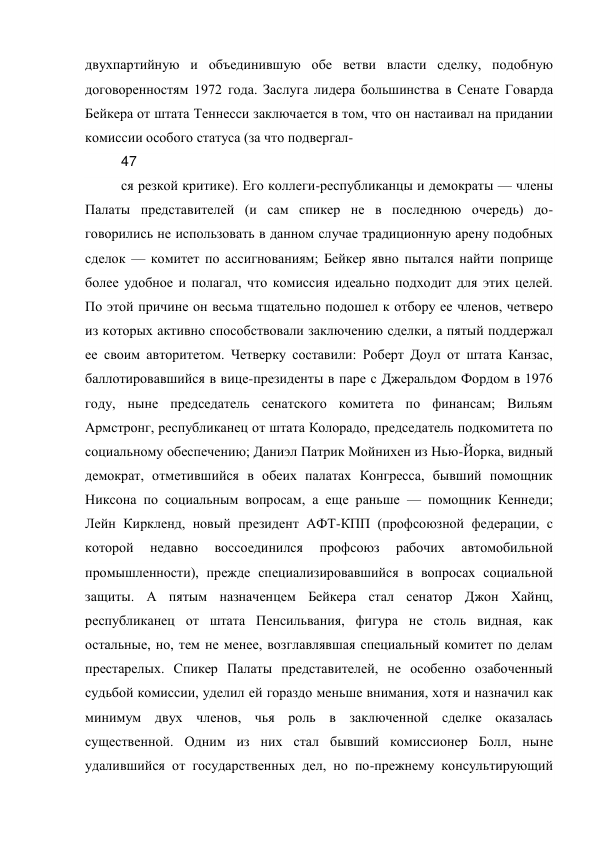 двухпартийную и объединившую обе ветви власти сделку, подобную
договоренностям 1972 года. Заслуга лидера большинства в Сенате Говарда
Бейкера от штата Теннесси заключается в том, что он настаивал на придании
комиссии особого статуса (за что подвергал-
47
ся резкой критике). Его коллеги-республиканцы и демократы — члены
Палаты представителей (и сам спикер не в последнюю очередь) до-
говорились не использовать в данном случае традиционную арену подобных
сделок — комитет по ассигнованиям; Бейкер явно пытался найти поприще
более удобное и полагал, что комиссия идеально подходит для этих целей.
По этой причине он весьма тщательно подошел к отбору ее членов, четверо
из которых активно способствовали заключению сделки, а пятый поддержал
ее своим авторитетом. Четверку составили: Роберт Доул от штата Канзас,
баллотировавшийся в вице-президенты в паре с Джеральдом Фордом в 1976
году, ныне председатель сенатского комитета по финансам; Вильям
Армстронг, республиканец от штата Колорадо, председатель подкомитета по
социальному обеспечению; Даниэл Патрик Мойнихен из Нью-Йорка, видный
демократ, отметившийся в обеих палатах Конгресса, бывший помощник
Никсона по социальным вопросам, а еще раньше — помощник Кеннеди;
Лейн Киркленд, новый президент АФТ-КПП (профсоюзной федерации, с
которой недавно воссоединился профсоюз рабочих автомобильной
промышленности), прежде специализировавшийся в вопросах социальной
защиты. А пятым назначенцем Бейкера стал сенатор Джон Хайнц,
республиканец от штата Пенсильвания, фигура не столь видная, как
остальные, но, тем не менее, возглавлявшая специальный комитет по делам
престарелых. Спикер Палаты представителей, не особенно озабоченный
судьбой комиссии, уделил ей гораздо меньше внимания, хотя и назначил как
минимум двух членов, чья роль в заключенной сделке оказалась
существенной. Одним из них стал бывший комиссионер Болл, ныне
удалившийся от государственных дел, но по-прежнему консультирующий